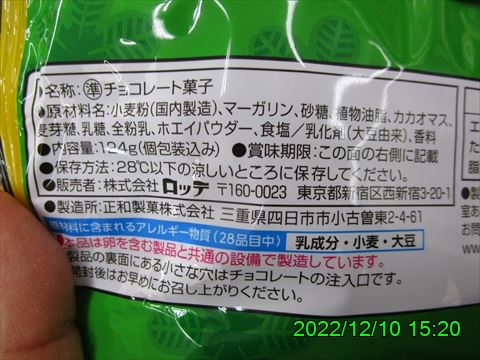 ●名称:㊝準チョコレート菓子
●原材料名:小麦粉(国内製造)、マーガリン、砂糖、植物油脂、カカオマス、
麦芽糖、乳糖、全粉乳、ホエイパウダー、食塩/乳化剤(大豆由来)、香料
●内容量:124g(個包装込み) ●賞味期限:この面の右側に記載
●保存方法:28℃以下の涼しいところに保存してください。
●販売者:株式会社 ロッテ 〒160-0023 東京都新宿区西新宿3-20-1
●製造所:正和製菓株式会社 三重県四日市市小古曽東2-4-61
原材料に含まれるアレルギー物質(28品目中) 乳成分・小麦・大豆
●本品は卵を含む製品と共通の設備で製造しています。
●製品の裏面にある小さな穴はチョコレートの注入口です。
開封後はお早めにお召し上がりください。
2022/12/10 15:20